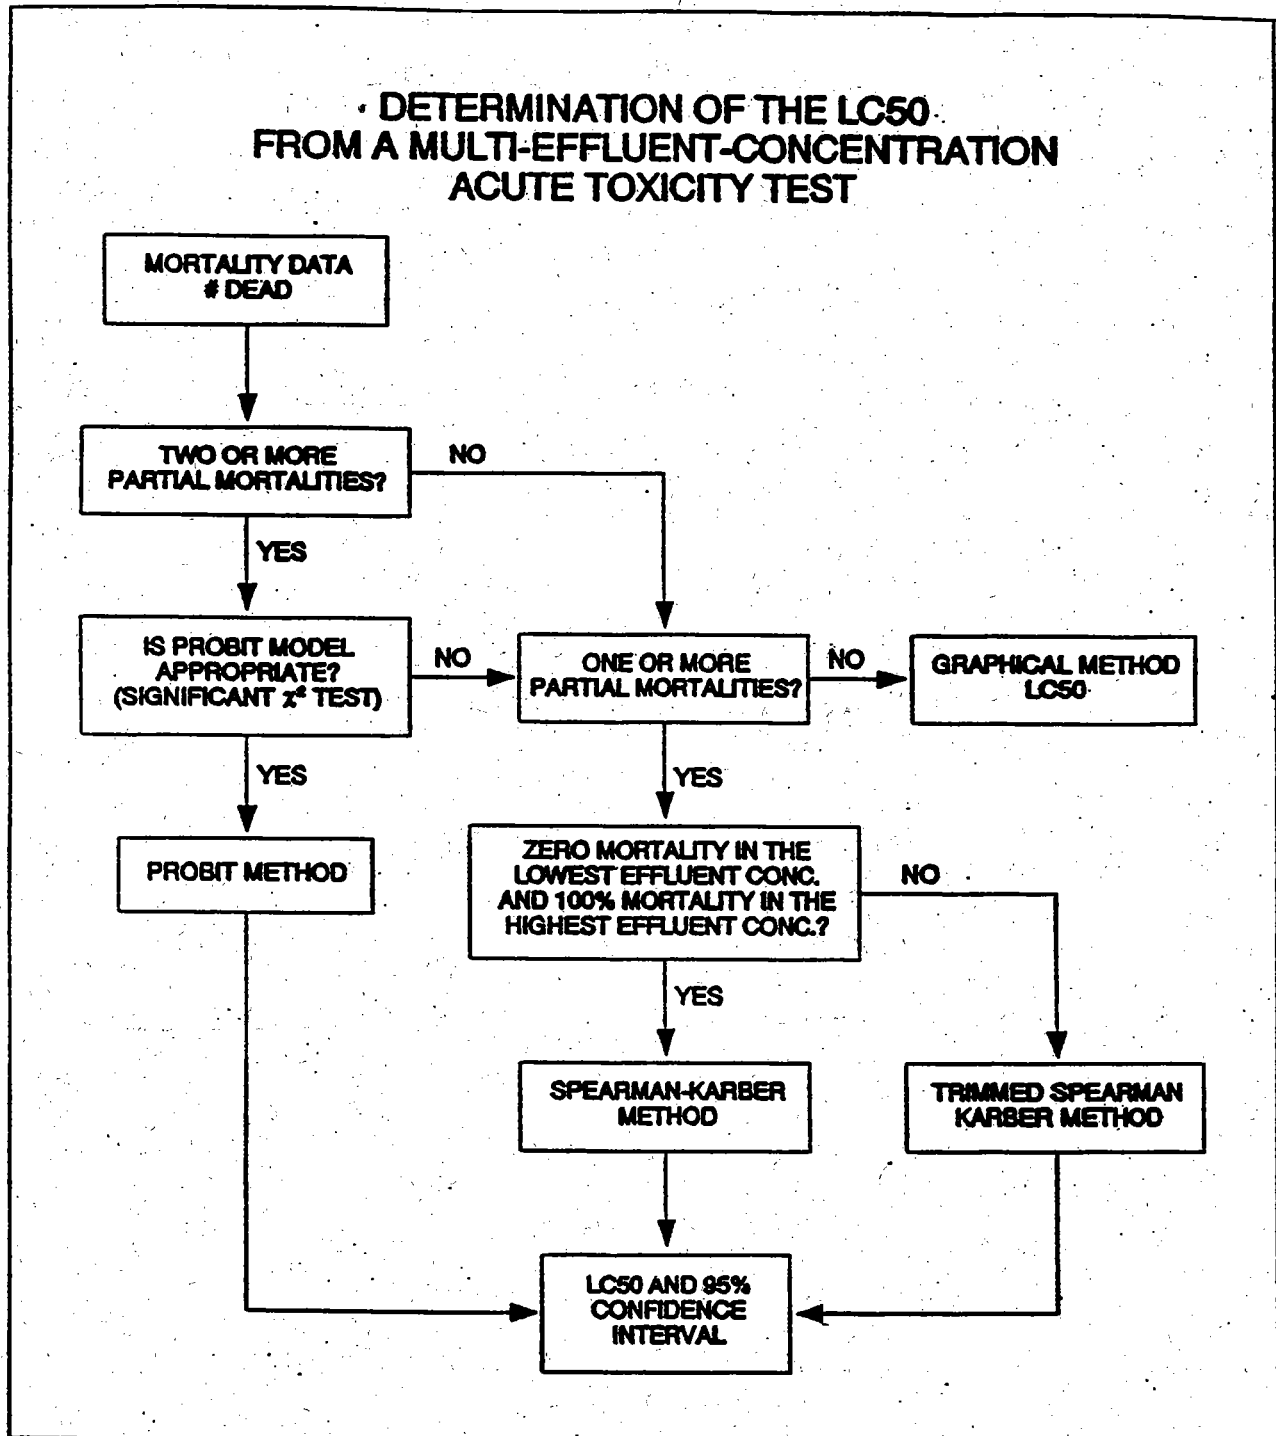 DETERMINATION OF THE LC50
FROM A MULTI-EFFLUENT-CONCENTRATION
ACUTE TOXICITY TEST
MORTALITY DATA
# DEAD
TWO OR MORE
PARTIAL MORTALITIES?
NO
YES
IS PROBIT MODEL
APPROPRIATE?
(SIGNIFICANT χ² TEST)
NO
ONE OR MORE
PARTIAL MORTALITIES?
NO
GRAPHICAL METHOD
LC50
YES
YES
PROBIT METHOD
ZERO MORTALITY IN THE
LOWEST EFFLUENT CONC.
AND 100% MORTALITY IN THE
HIGHEST EFFLUENT CONC.?
NO
YES
SPEARMAN-KARBER
METHOD
TRIMMED SPEARMAN
KARBER METHOD
LC50 AND 95%
CONFIDENCE
INTERVAL